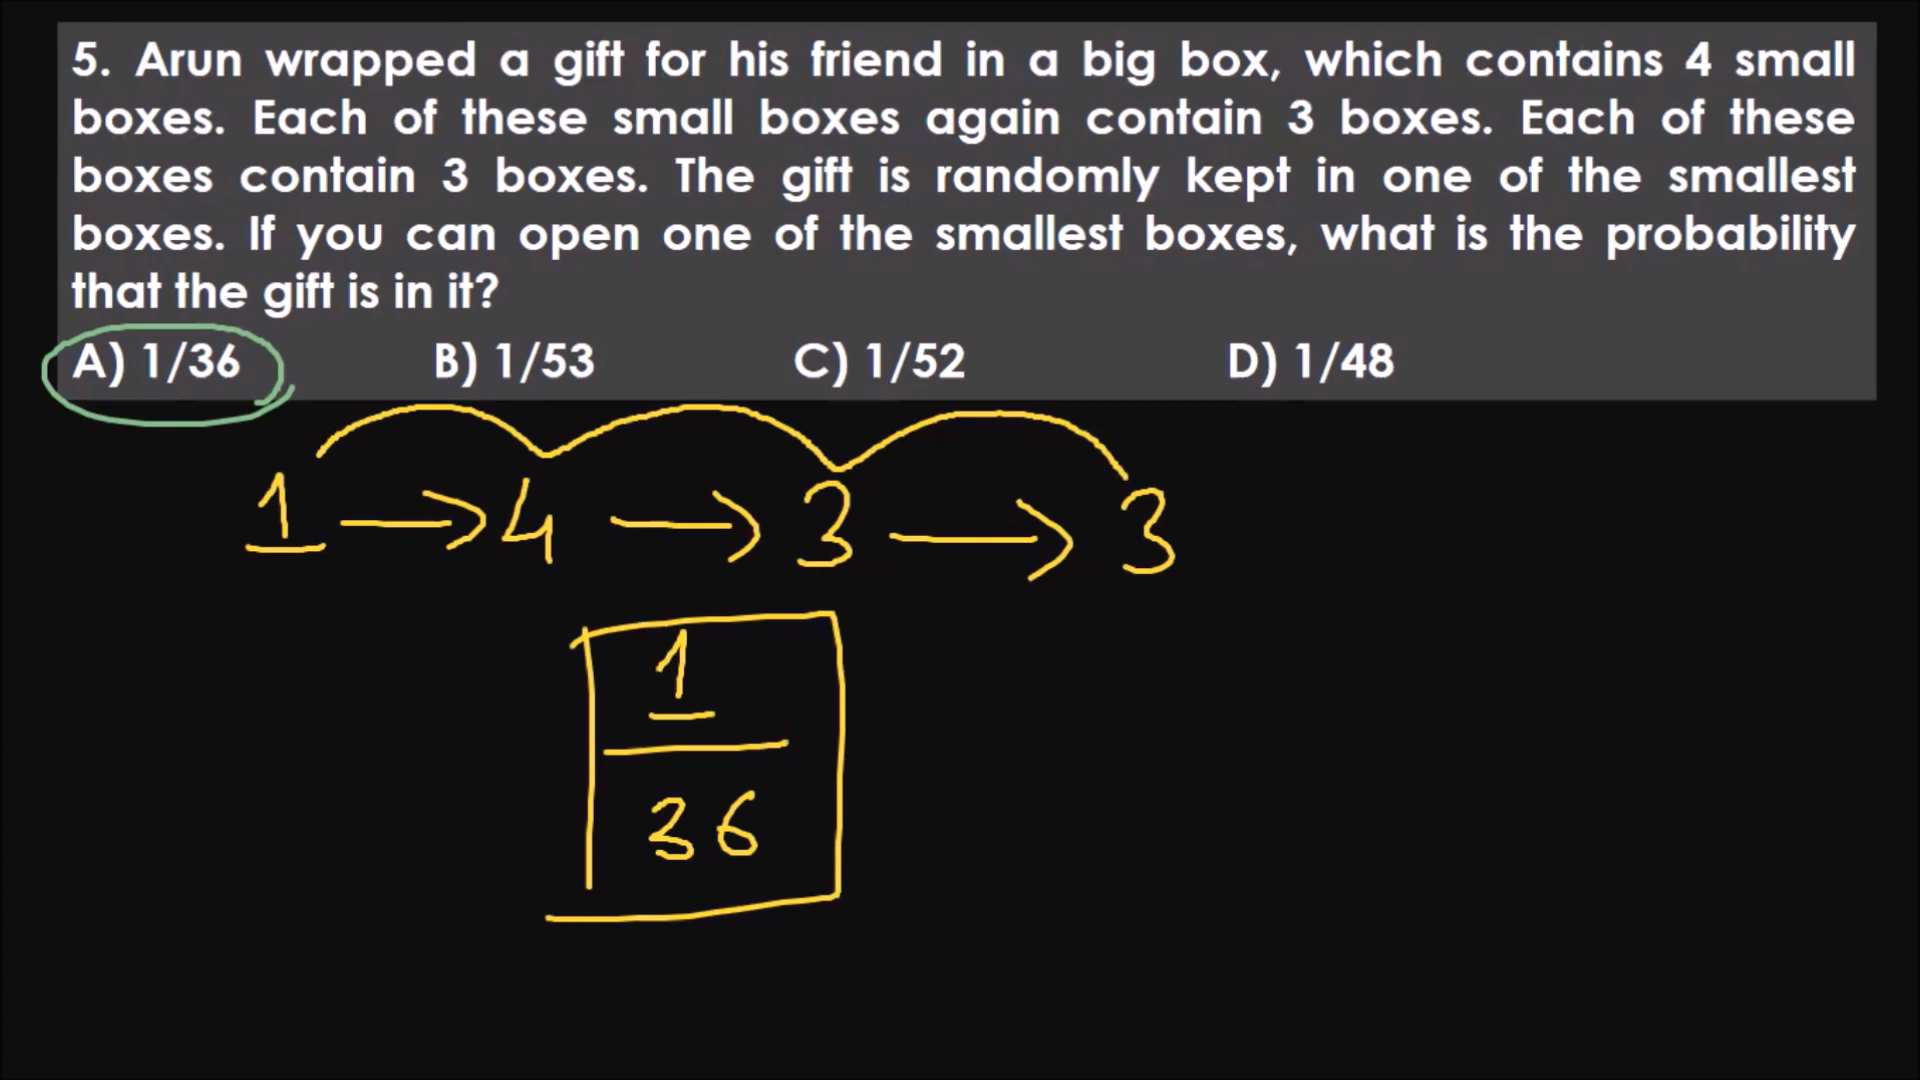 5. Arun wrapped a gift for his friend in a big box, which contains 4 small
boxes. Each of these small boxes again contain 3 boxes. Each of these
boxes contain 3 boxes. The gift is randomly kept in one of the smallest
boxes. If you can open one of the smallest boxes, what is the probability
that the gift is in it?
A) 1/36 B) 1/53 C) 1/52 D) 1/48
1 → 4 → 3 → 3
1
36